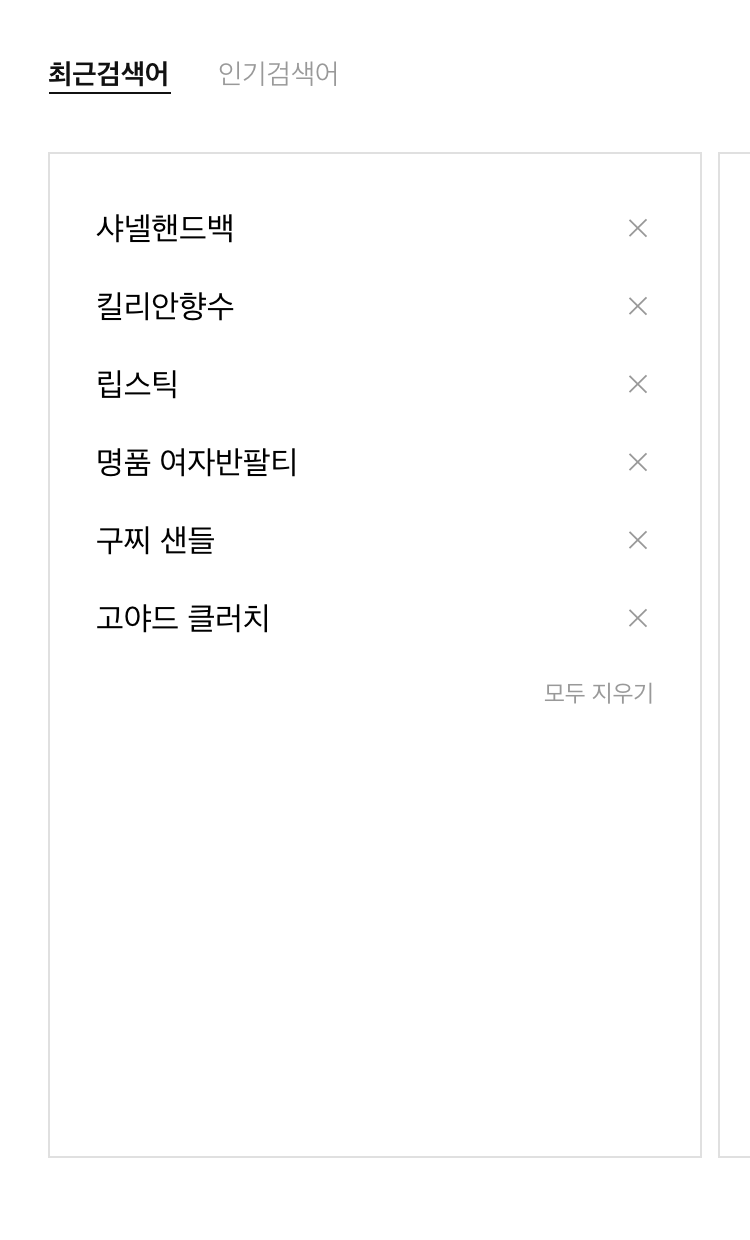 최근검색어 인기검색어
샤넬핸드백
킬리안향수
립스틱
명품 여자반팔티
구찌 샌들
고야드 클러치
모두 지우기